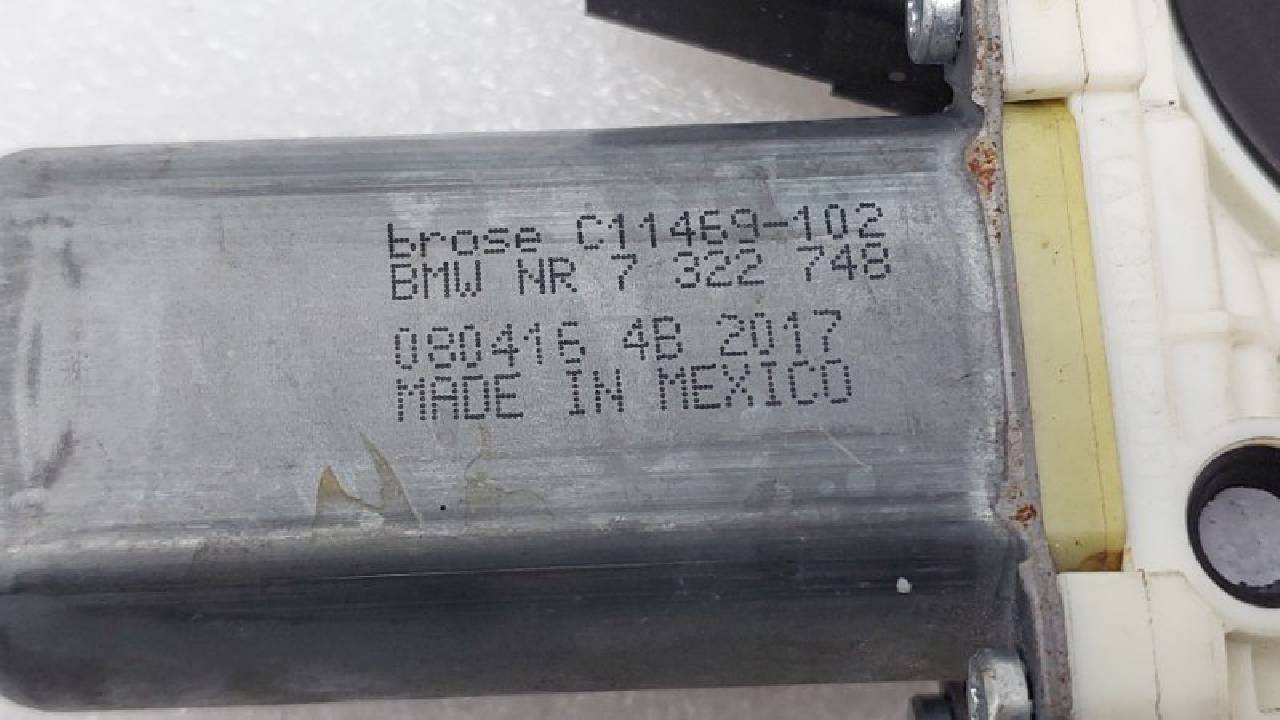 brose C11469-102
BMW NR 7 322 748
080416 4B 2017
MADE IN MEXICO